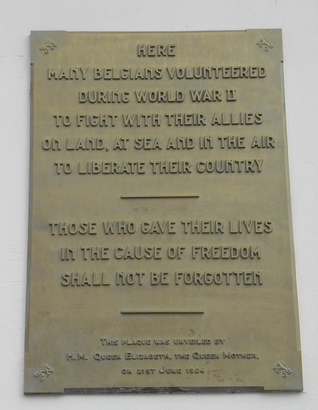 HERE
MANY BELGIANS VOLUNTEERED
DURING WORLD WAR II
TO FIGHT WITH THEIR ALLIES
ON LAND, AT SEA AND IN THE AIR
TO LIBERATE THEIR COUNTRY
THOSE WHO GAVE THEIR LIVES
IN THE CAUSE OF FREEDOM
SHALL NOT BE FORGOTTEN
THIS PLAQUE WAS UNVEILED BY
H.M. QUEEN ELIZABETH, THE QUEEN MOTHER,
ON 21ST JUNE 1964